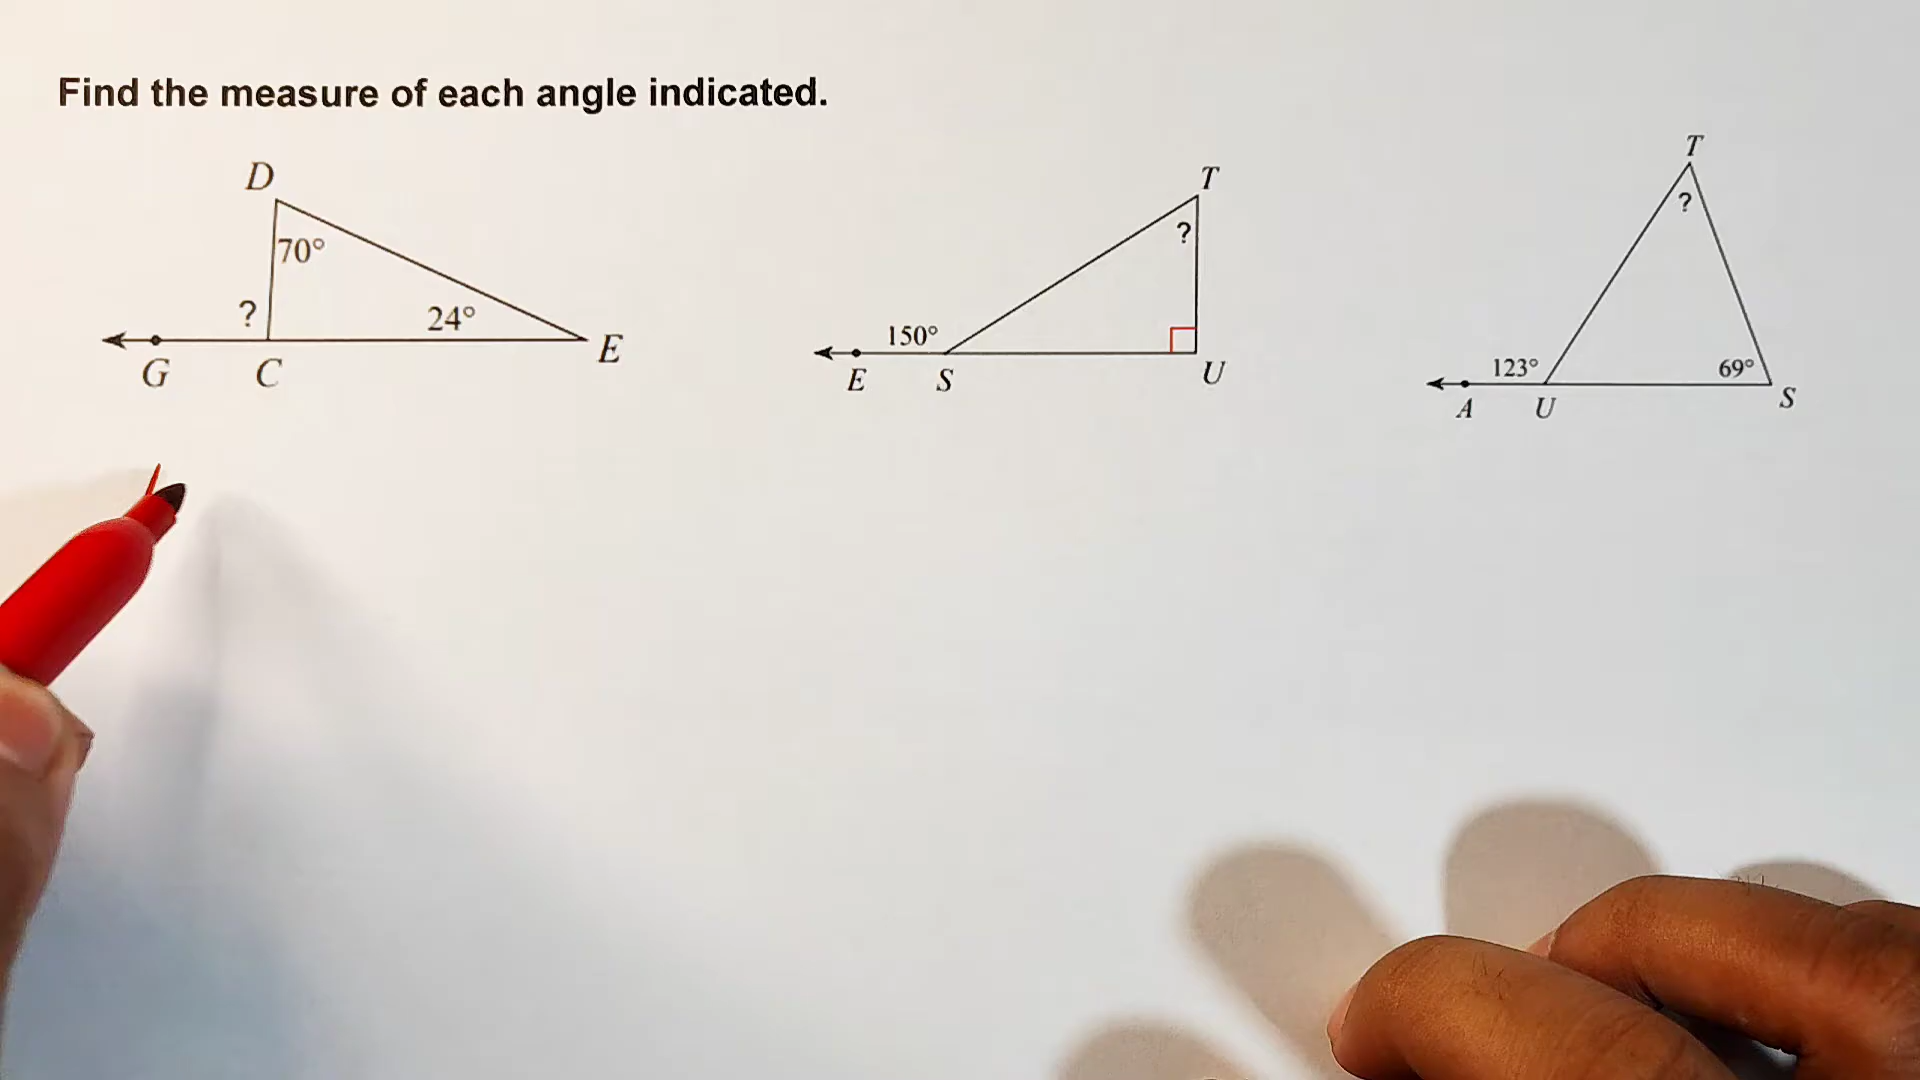 Find the measure of each angle indicated.
D
70°
?
24°
G
C
E
T
?
150°
E
S
U
T
?
123°
69°
A
U
S